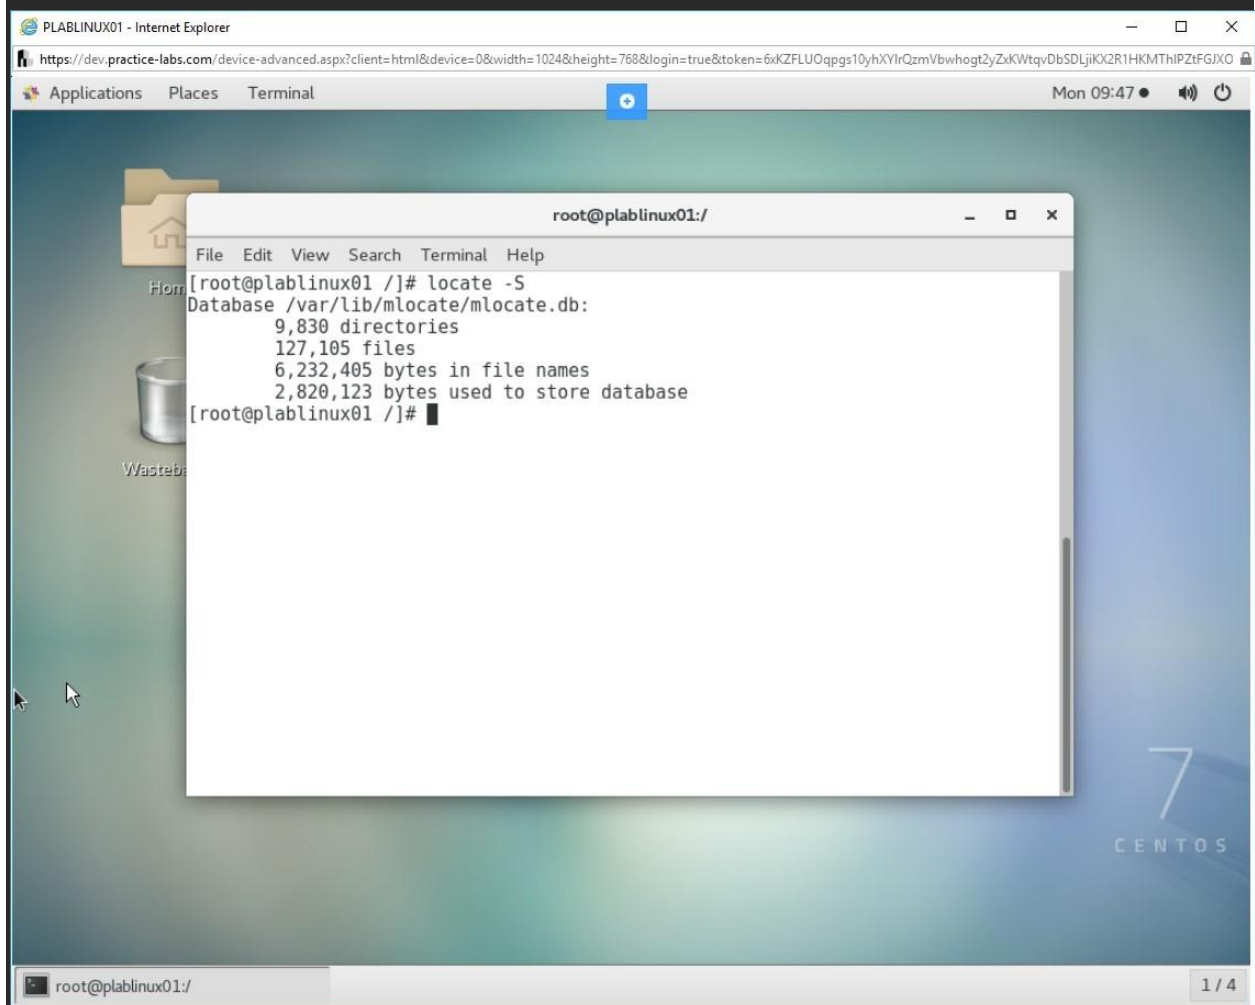 PLABLINUX01 - Internet Explorer
https://dev.practice-labs.com/device-advanced.aspx?client=html&device=0&width=1024&height=768&login=true&token=
Applications Places Terminal Mon 09:47
root@plablinux01:/
File Edit View Search Terminal Help
Home
[root@plablinux01 /]# locate -S
Database /var/lib/mlocate/mlocate.db:
9,830 directories
127,105 files
6,232,405 bytes in file names
2,820,123 bytes used to store database
[root@plablinux01 /]#
Wasteba
7
CENTOS
root@plablinux01:/
1 / 4